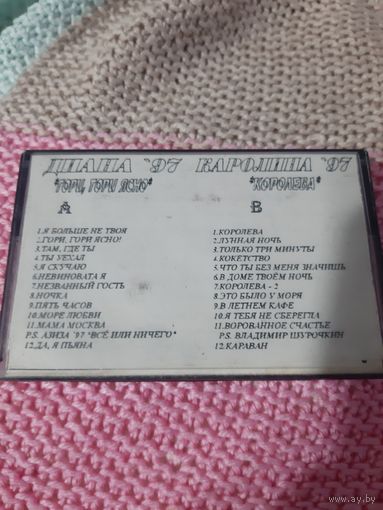 ДИАНА '97 КАРОЛИНА '97
"ГОРИ, ГОРИ ЯСНО" "КОРОЛЕВА"
A B
1.Я БОЛЬШЕ НЕ ТВОЯ 1.КОРОЛЕВА
2.ГОРИ, ГОРИ ЯСНО! 2.ЛУННАЯ НОЧЬ
3.ТАМ, ГДЕ ТЫ 3.ТОЛЬКО ТРИ МИНУТЫ
4.ТЫ УЕХАЛ 4.КОКЕТСТВО
5.Я СКУЧАЮ 5.ЧТО ТЫ БЕЗ МЕНЯ ЗНАЧИШЬ
6.НЕВИНОВАТА Я 6.В ДОМЕ ТВОЁМ НОЧЬ
7.НЕЗВАННЫЙ ГОСТЬ 7.КОРОЛЕВА - 2
8.НОЧКА 8.ЭТО БЫЛО У МОРЯ
9.ПЯТЬ ЧАСОВ 9.В ЛЕТНЕМ КАФЕ
10.МОРЕ ЛЮБВИ 10.Я ТЕБЯ НЕ СБЕРЕГЛА
11.МАМА МОСКВА 11.ВОРОВАННОЕ СЧАСТЬЕ
P.S. АЗИЗА '97 "ВСЁ ИЛИ НИЧЕГО" P.S. ВЛАДИМИР ШУРОЧКИН
12.ДА, Я ПЬЯНА 12.КАРАВАН
www.ay.by